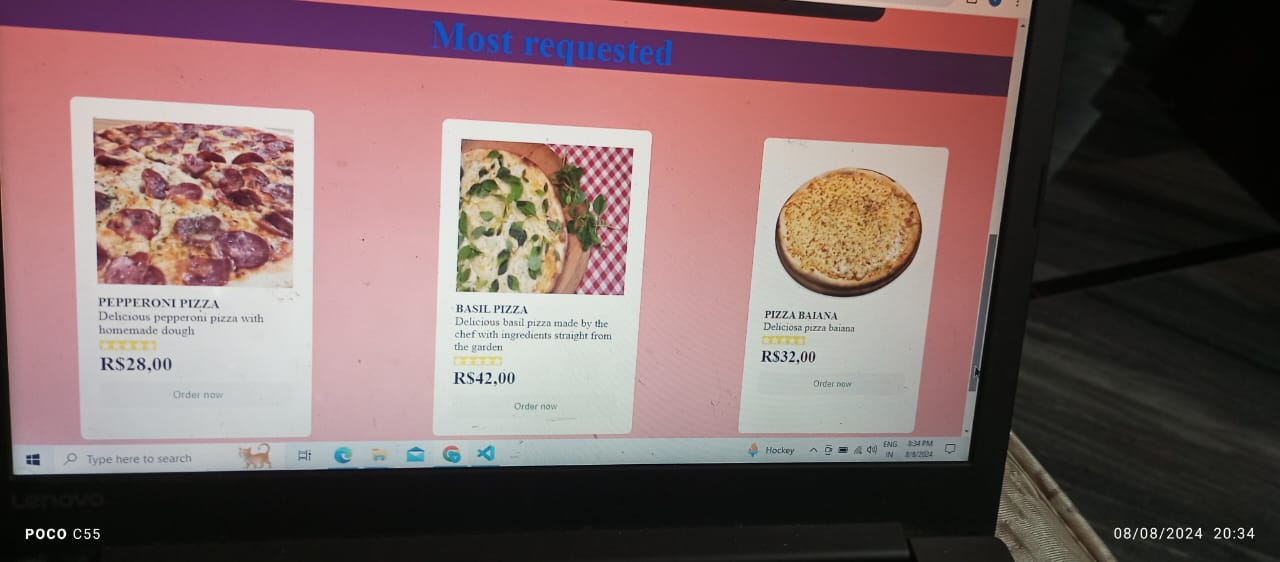 Most requested
PEPPERONI PIZZA
Delicious pepperoni pizza with
homemade dough
R$28,00
Order now
BASIL PIZZA
Delicious basil pizza made by the
chef with ingredients straight from
the garden
R$42,00
Order now
PIZZA BAIANA
Deliciosa pizza baiana
R$32,00
Order now
Type here to search
Hockey
ENG
IN
8:34 PM
8/8/2024
Lenovo
POCO C55
08/08/2024 20:34